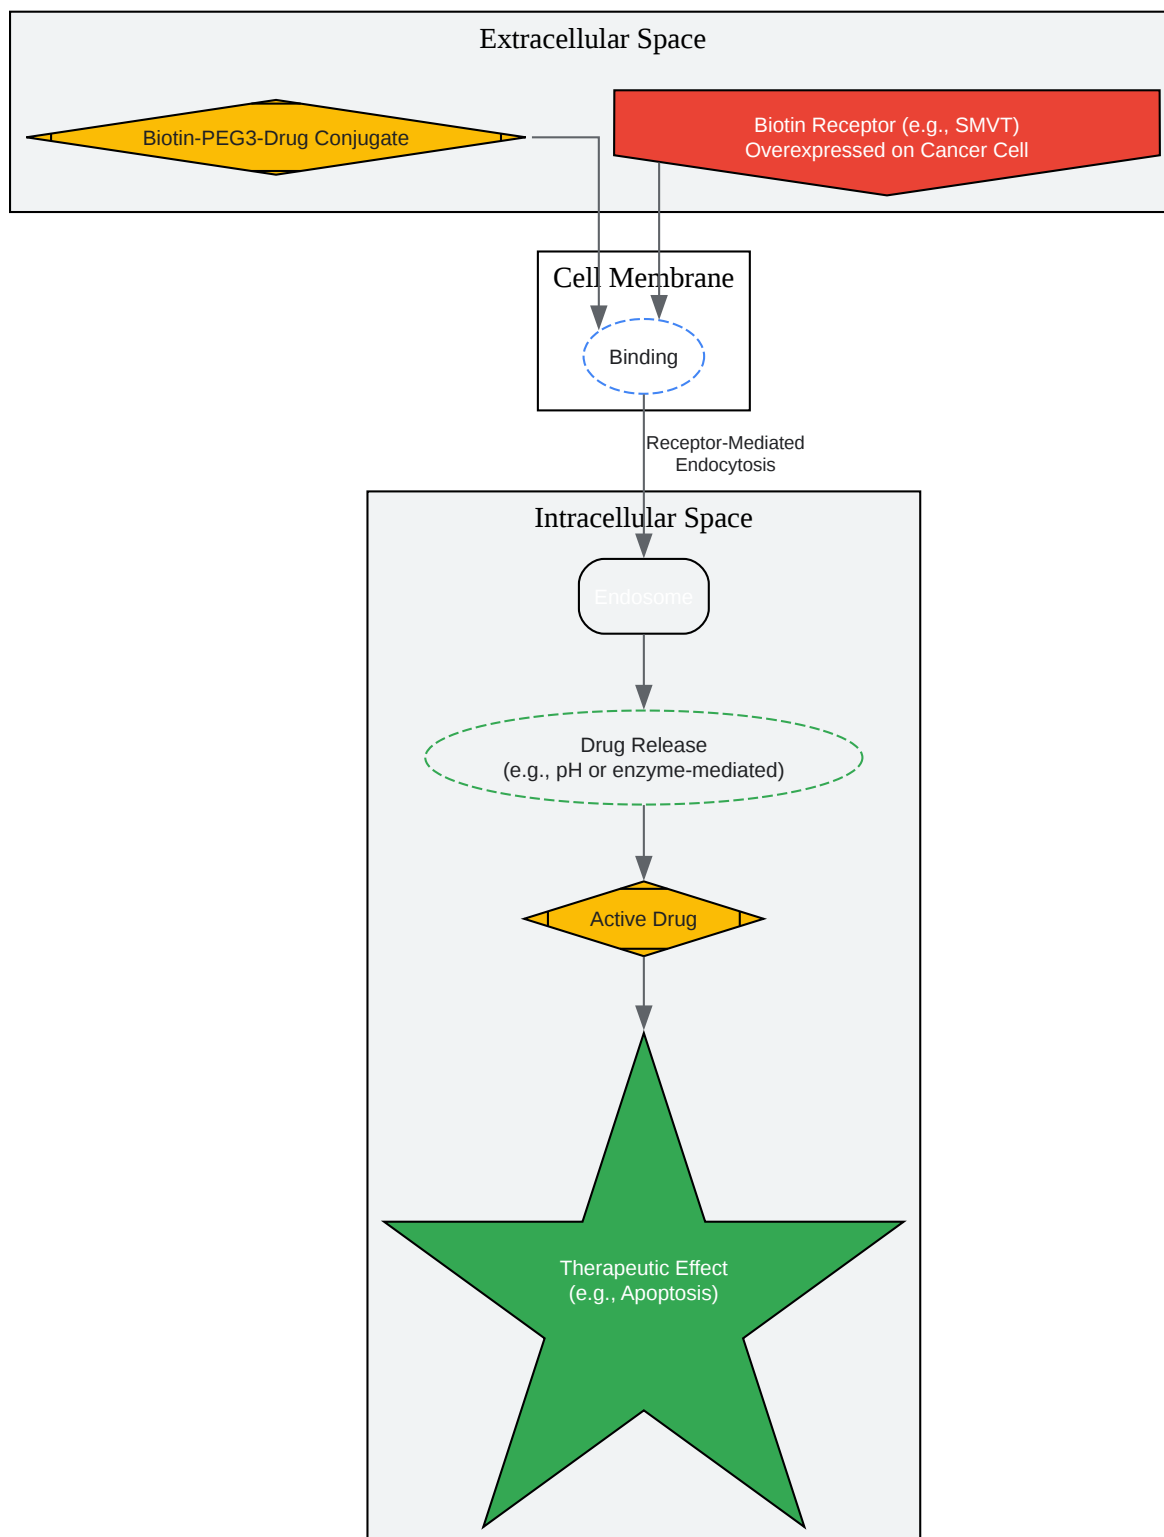 Extracellular Space
Biotin-PEG3-Drug Conjugate
Biotin Receptor (e.g., SMVT)
Overexpressed on Cancer Cell
Cell Membrane
Binding
Receptor-Mediated
Endocytosis
Intracellular Space
Endosome
Drug Release
(e.g., pH or enzyme-mediated)
Active Drug
Therapeutic Effect
(e.g., Apoptosis)